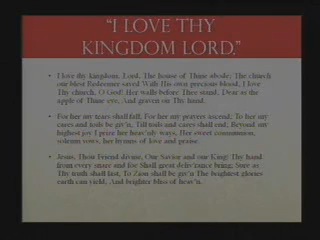 "I LOVE THY
KINGDOM LORD."
• I love thy kingdom, Lord, The house of Thine abode; The church
our blest Redeemer saved With His own precious blood. I love
Thy church, O God! Her walls before Thee stand, Dear as the
apple of Thine eye, And graven on Thy hand.
• For her my tears shall fall, For her my prayers ascend; To her my
cares and toils be giv'n, Till toils and cares shall end. Beyond my
highest joy I prize her heav'nly ways, Her sweet communion,
solemn vows, her hymns of love and praise.
• Jesus, Thou Friend divine, Our Savior and our King! Thy hand
from every snare and foe Shall great deliv'rance bring. Sure as
Thy truth shall last, To Zion shall be giv'n The brightest glories
earth can yield, And brighter bliss of heav'n.